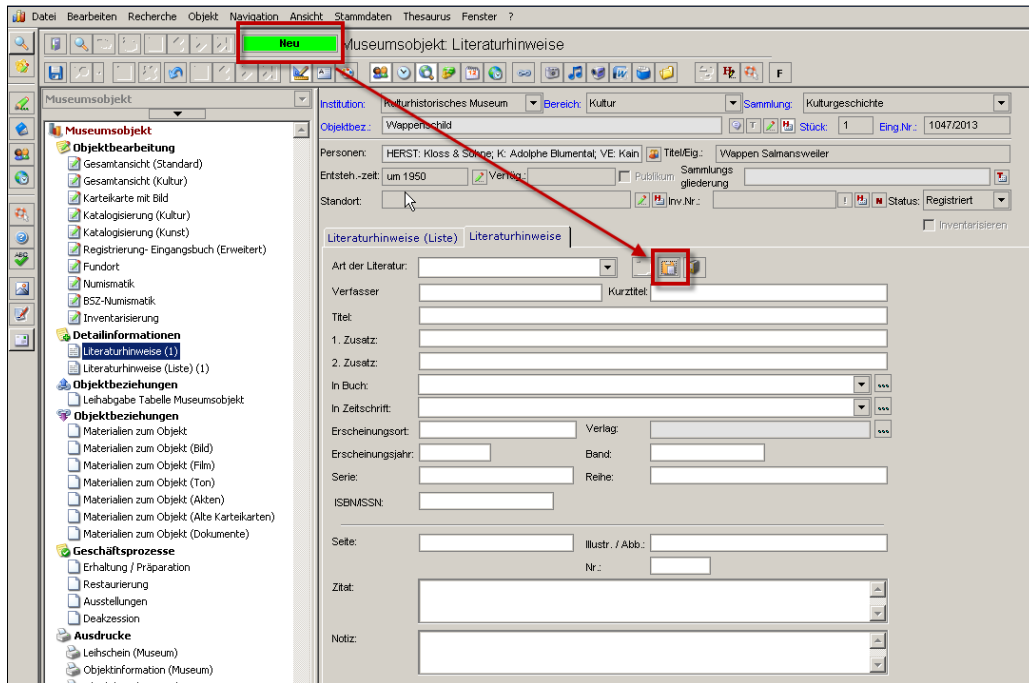 Datei Bearbeiten Recherche Objekt Navigation Ansicht Stammdaten Thesaurus Fenster ?
Neu
Museumsobjekt: Literaturhinweise
F
Museumsobjekt
Museumsobjekt
Objektbearbeitung
Gesamtansicht (Standard)
Gesamtansicht (Kultur)
Karteikarte mit Bild
Katalogisierung (Kultur)
Katalogisierung (Kunst)
Registrierung- Eingangsbuch (Erweitert)
Fundort
Numismatik
BSZ-Numismatik
Inventarisierung
Detailinformationen
Literaturhinweise (1)
Literaturhinweise (Liste) (1)
Objektbeziehungen
Leihabgabe Tabelle Museumsobjekt
Objektbeziehungen
Materialien zum Objekt
Materialien zum Objekt (Bild)
Materialien zum Objekt (Film)
Materialien zum Objekt (Ton)
Materialien zum Objekt (Akten)
Materialien zum Objekt (Alte Karteikarten)
Materialien zum Objekt (Dokumente)
Geschäftsprozesse
Erhaltung / Präparation
Restaurierung
Ausstellungen
Deakzession
Ausdrucke
Leihschein (Museum)
Objektinformation (Museum)
Institution: Kulturhistorisches Museum Bereich: Kultur Sammlung: Kulturgeschichte
Objektbez.: Wappenschild Stück: 1 Eing.Nr.: 1047/2013
Personen: HERST: Kloss & Söhne; K: Adolphe Blumental; VE: Kain Titel/Eig.: Wappen Salmansweiler
Entsteh.-zeit: um 1950 Verfüg.: Publikum Sammlungs gliederung
Standort: Inv.Nr.: Status: Registriert
Inventarisieren
Literaturhinweise (Liste) Literaturhinweise
Art der Literatur:
Verfasser Kurztitel:
Titel:
1. Zusatz:
2. Zusatz:
In Buch:
In Zeitschrift:
Erscheinungsort: Verlag:
Erscheinungsjahr: Band:
Serie: Reihe:
ISBN/ISSN:
Seite: Illustr. / Abb.:
Nr.:
Zitat:
Notiz: